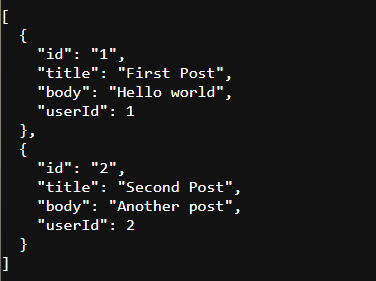 [
  {
    "id": "1",
    "title": "First Post",
    "body": "Hello world",
    "userId": 1
  },
  {
    "id": "2",
    "title": "Second Post",
    "body": "Another post",
    "userId": 2
  }
]